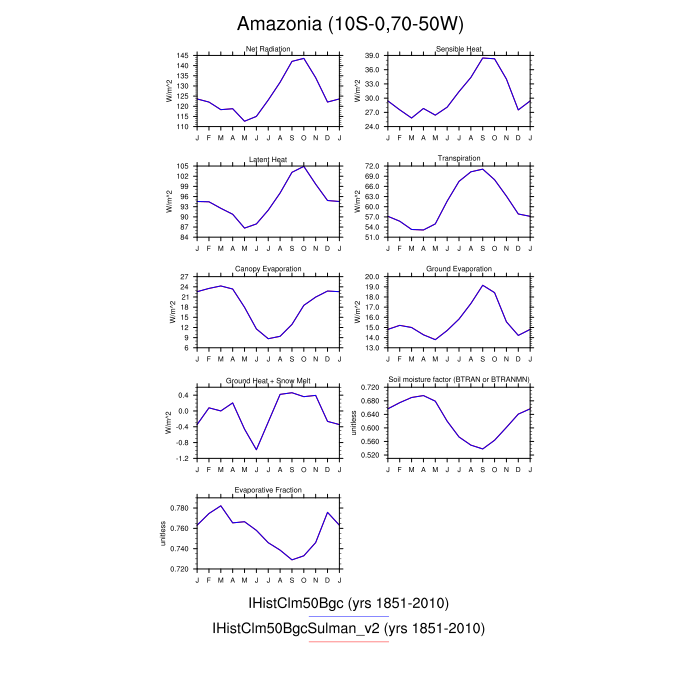 Amazonia (10S-0,70-50W)
Net Radiation
W/m^2
145
140
135
130
125
120
115
110
J F M A M J J A S O N D J
Sensible Heat
W/m^2
39.0
36.0
33.0
30.0
27.0
24.0
J F M A M J J A S O N D J
Latent Heat
W/m^2
105
102
99
96
93
90
87
84
J F M A M J J A S O N D J
Transpiration
W/m^2
72.0
69.0
66.0
63.0
60.0
57.0
54.0
51.0
J F M A M J J A S O N D J
Canopy Evaporation
W/m^2
27
24
21
18
15
12
9
6
J F M A M J J A S O N D J
Ground Evaporation
W/m^2
20.0
19.0
18.0
17.0
16.0
15.0
14.0
13.0
J F M A M J J A S O N D J
Ground Heat + Snow Melt
W/m^2
0.4
0.0
-0.4
-0.8
-1.2
J F M A M J J A S O N D J
Soil moisture factor (BTRAN or BTRANMN)
unitless
0.720
0.680
0.640
0.600
0.560
0.520
J F M A M J J A S O N D J
Evaporative Fraction
unitless
0.780
0.760
0.740
0.720
J F M A M J J A S O N D J
IHistClm50Bgc (yrs 1851-2010)
IHistClm50BgcSulman_v2 (yrs 1851-2010)